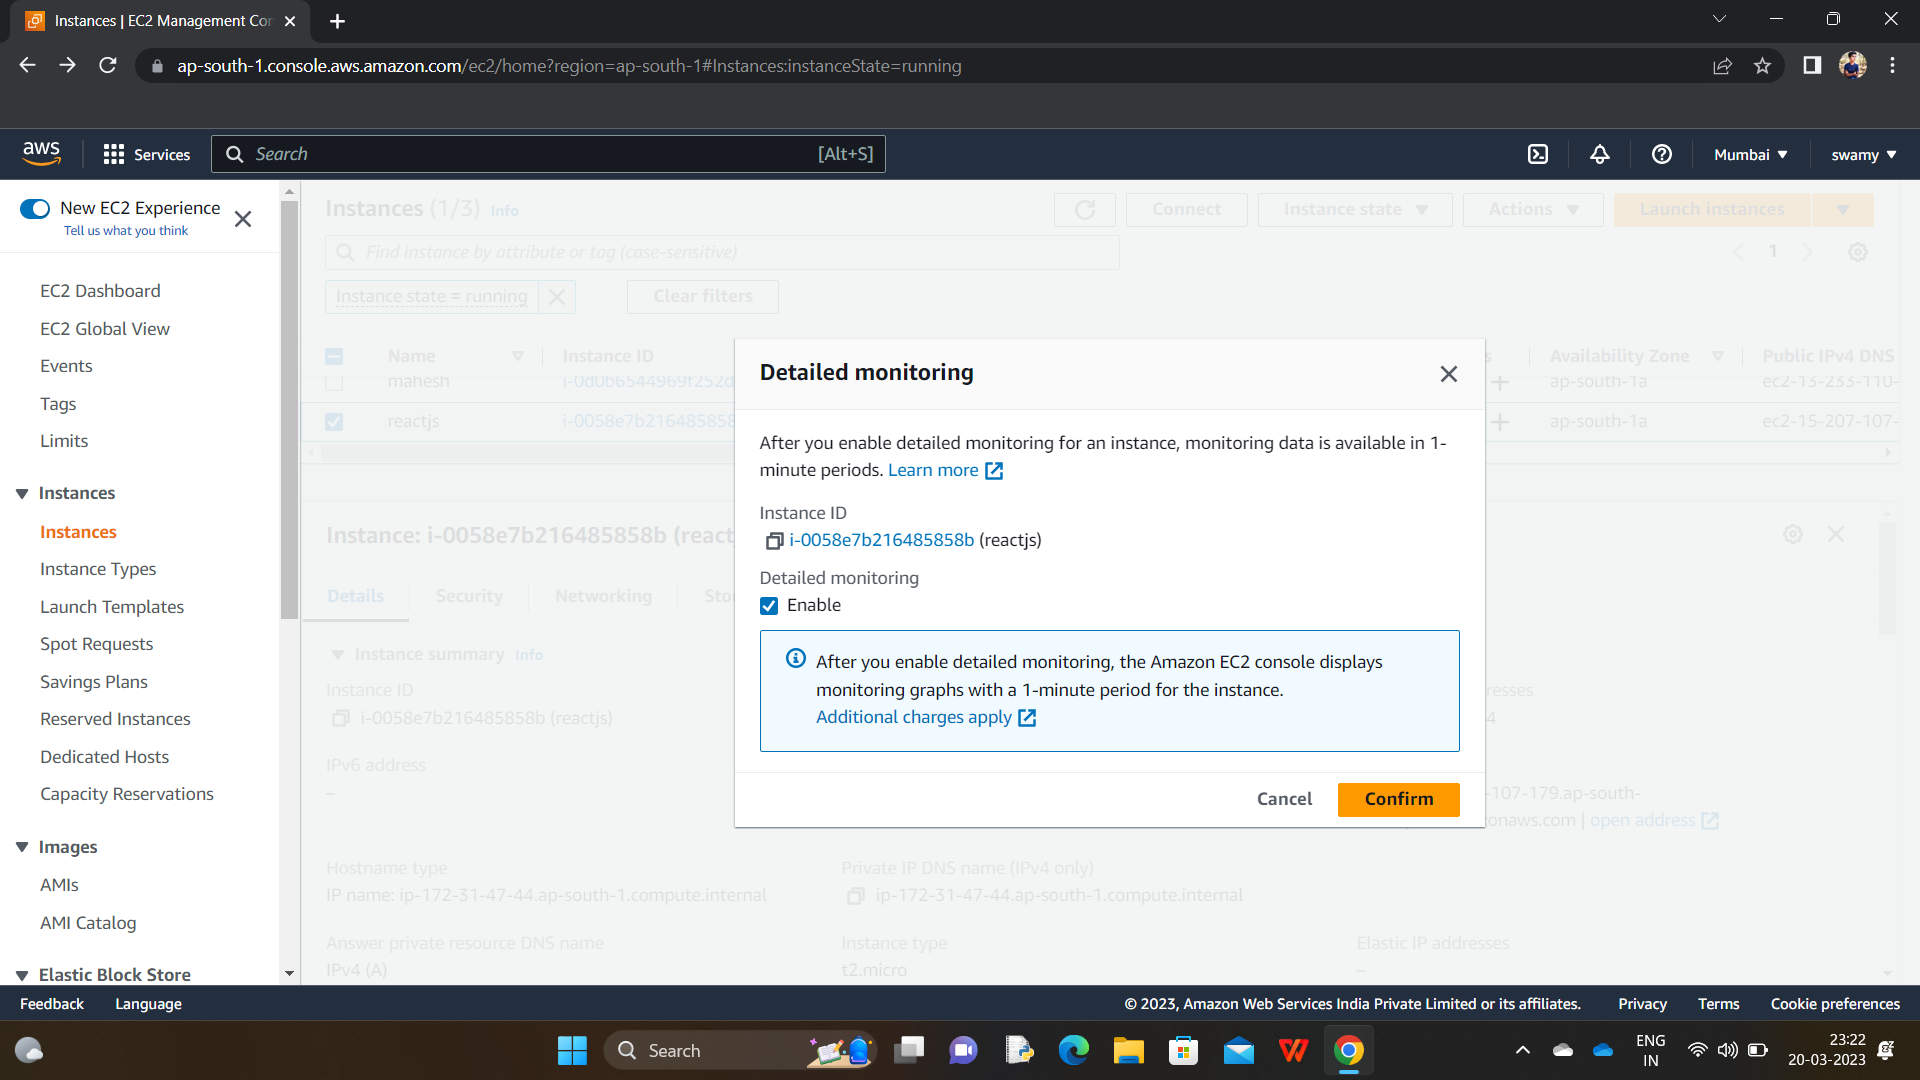 Instances | EC2 Management Con
ap-south-1.console.aws.amazon.com/ec2/home?region=ap-south-1#Instances:instanceState=running
aws
Services
Search
[Alt+S]
Mumbai
swamy
New EC2 Experience
Tell us what you think
EC2 Dashboard
EC2 Global View
Events
Tags
Limits
Instances
Instances
Instance Types
Launch Templates
Spot Requests
Savings Plans
Reserved Instances
Dedicated Hosts
Capacity Reservations
Images
AMIs
AMI Catalog
Elastic Block Store
Instances (1/3) Info
Connect
Instance state
Actions
Launch instances
Find instance by attribute or tag (case-sensitive)
1
Instance state = running
Clear filters
Name
Instance ID
s
Availability Zone
Public IPv4 DNS
mahesh
i-0d0b6544969f252d
ap-south-1a
ec2-13-233-110-
reactjs
i-0058e7b216485858
ap-south-1a
ec2-15-207-107-
Instance: i-0058e7b216485858b (react
Details
Security
Networking
Sto
Instance summary Info
Instance ID
i-0058e7b216485858b (reactjs)
resses
4
IPv6 address
–
-107-179.ap-south-
onaws.com | open address
Hostname type
IP name: ip-172-31-47-44.ap-south-1.compute.internal
Private IP DNS name (IPv4 only)
ip-172-31-47-44.ap-south-1.compute.internal
Answer private resource DNS name
IPv4 (A)
Instance type
t2.micro
Elastic IP addresses
–
Detailed monitoring
After you enable detailed monitoring for an instance, monitoring data is available in 1-
minute periods. Learn more
Instance ID
i-0058e7b216485858b (reactjs)
Detailed monitoring
Enable
After you enable detailed monitoring, the Amazon EC2 console displays
monitoring graphs with a 1-minute period for the instance.
Additional charges apply
Cancel
Confirm
Feedback
Language
© 2023, Amazon Web Services India Private Limited or its affiliates.
Privacy
Terms
Cookie preferences
Search
ENG
IN
23:22
20-03-2023